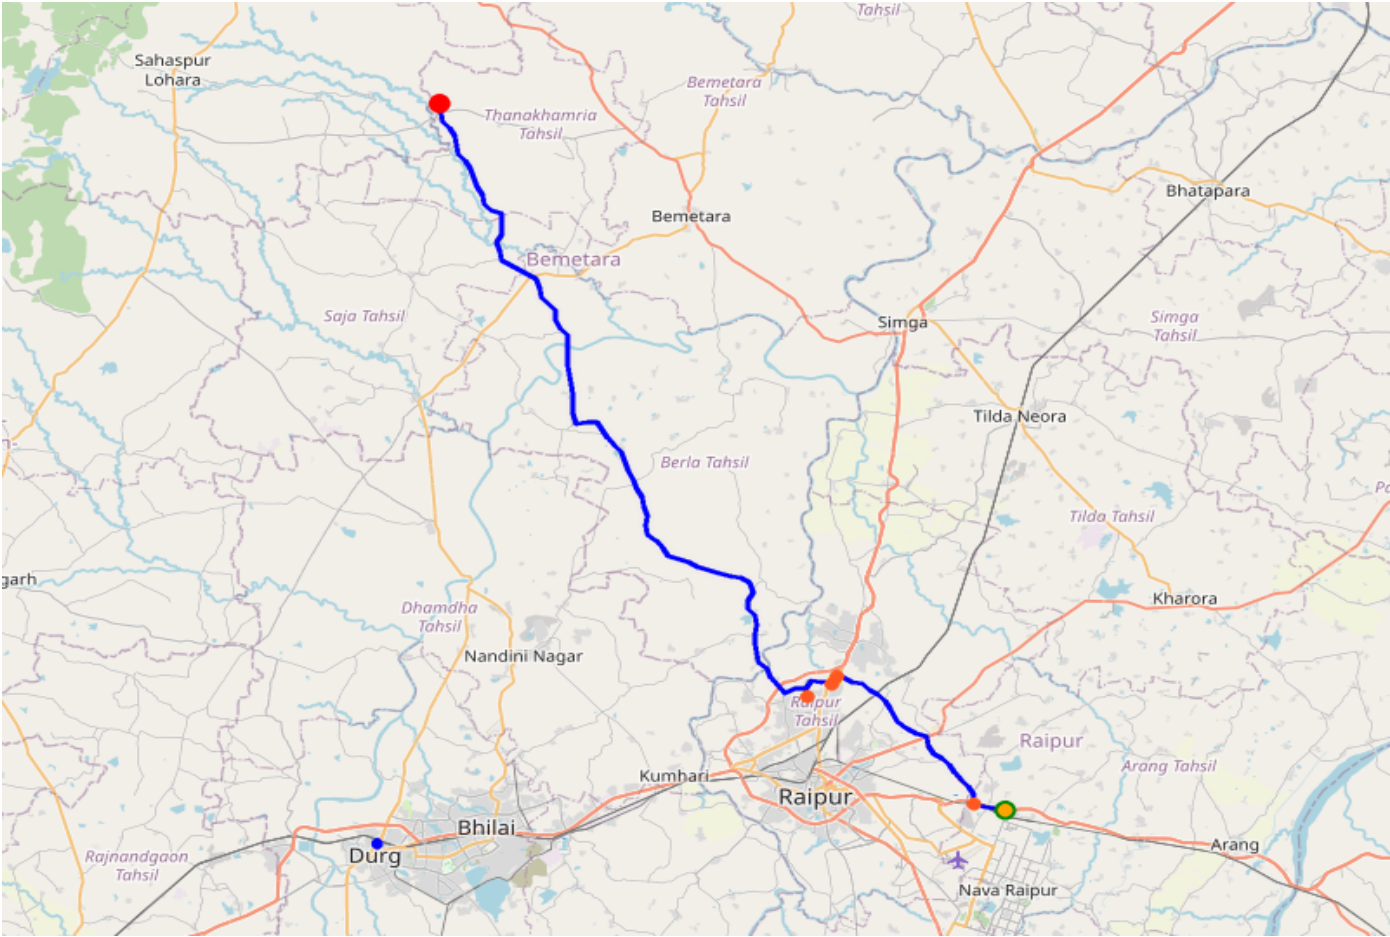 Tahsil
Sahaspur
Lohara
Bemetara
Tahsil
Thanakhamria
Tahsil
Bhatapara
Bemetara
Bemetara
Saja Tahsil
Simga
Simga
Tahsil
Tilda Neora
Berla Tahsil
Tilda Tahsil
garh
Kharora
Dhamdha
Tahsil
Nandini Nagar
Raipur
Tahsil
Raipur
Arang Tahsil
Kumhari
Raipur
Bhilai
Durg
Rajnandgaon
Tahsil
Arang
Nava Raipur